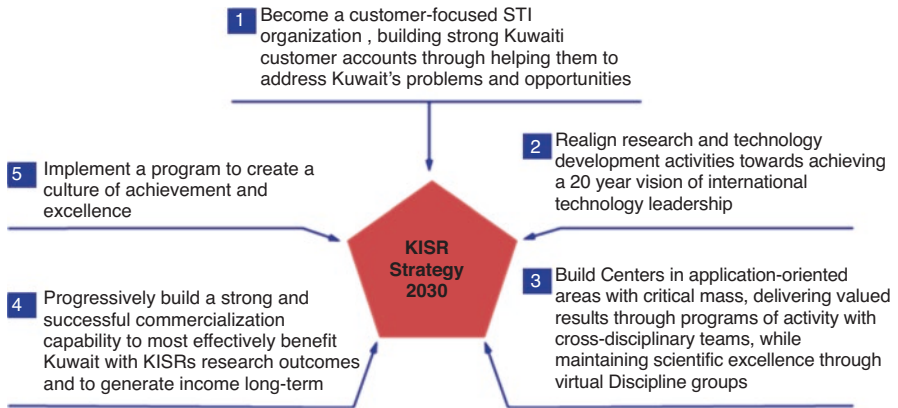 1 Become a customer-focused STI
organization , building strong Kuwaiti
customer accounts through helping them to
address Kuwait's problems and opportunities
2 Realign research and technology
development activities towards achieving
a 20 year vision of international
technology leadership
3 Build Centers in application-oriented
areas with critical mass, delivering valued
results through programs of activity with
cross-disciplinary teams, while
maintaining scientific excellence through
virtual Discipline groups
4 Progressively build a strong and
successful commercialization
capability to most effectively benefit
Kuwait with KISRs research outcomes
and to generate income long-term
5 Implement a program to create a
culture of achievement and
excellence
KISR
Strategy
2030